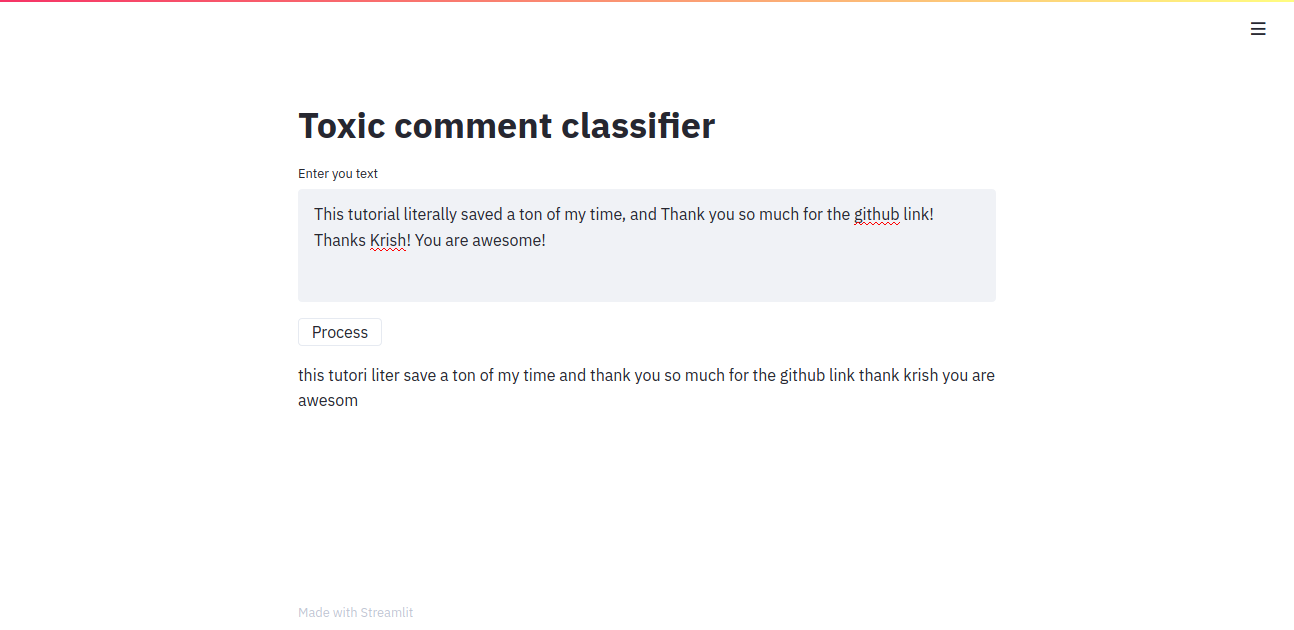 Toxic comment classifier
Enter you text
This tutorial literally saved a ton of my time, and Thank you so much for the github link!
Thanks Krish! You are awesome!
Process
this tutori liter save a ton of my time and thank you so much for the github link thank krish you are
awesom
Made with Streamlit